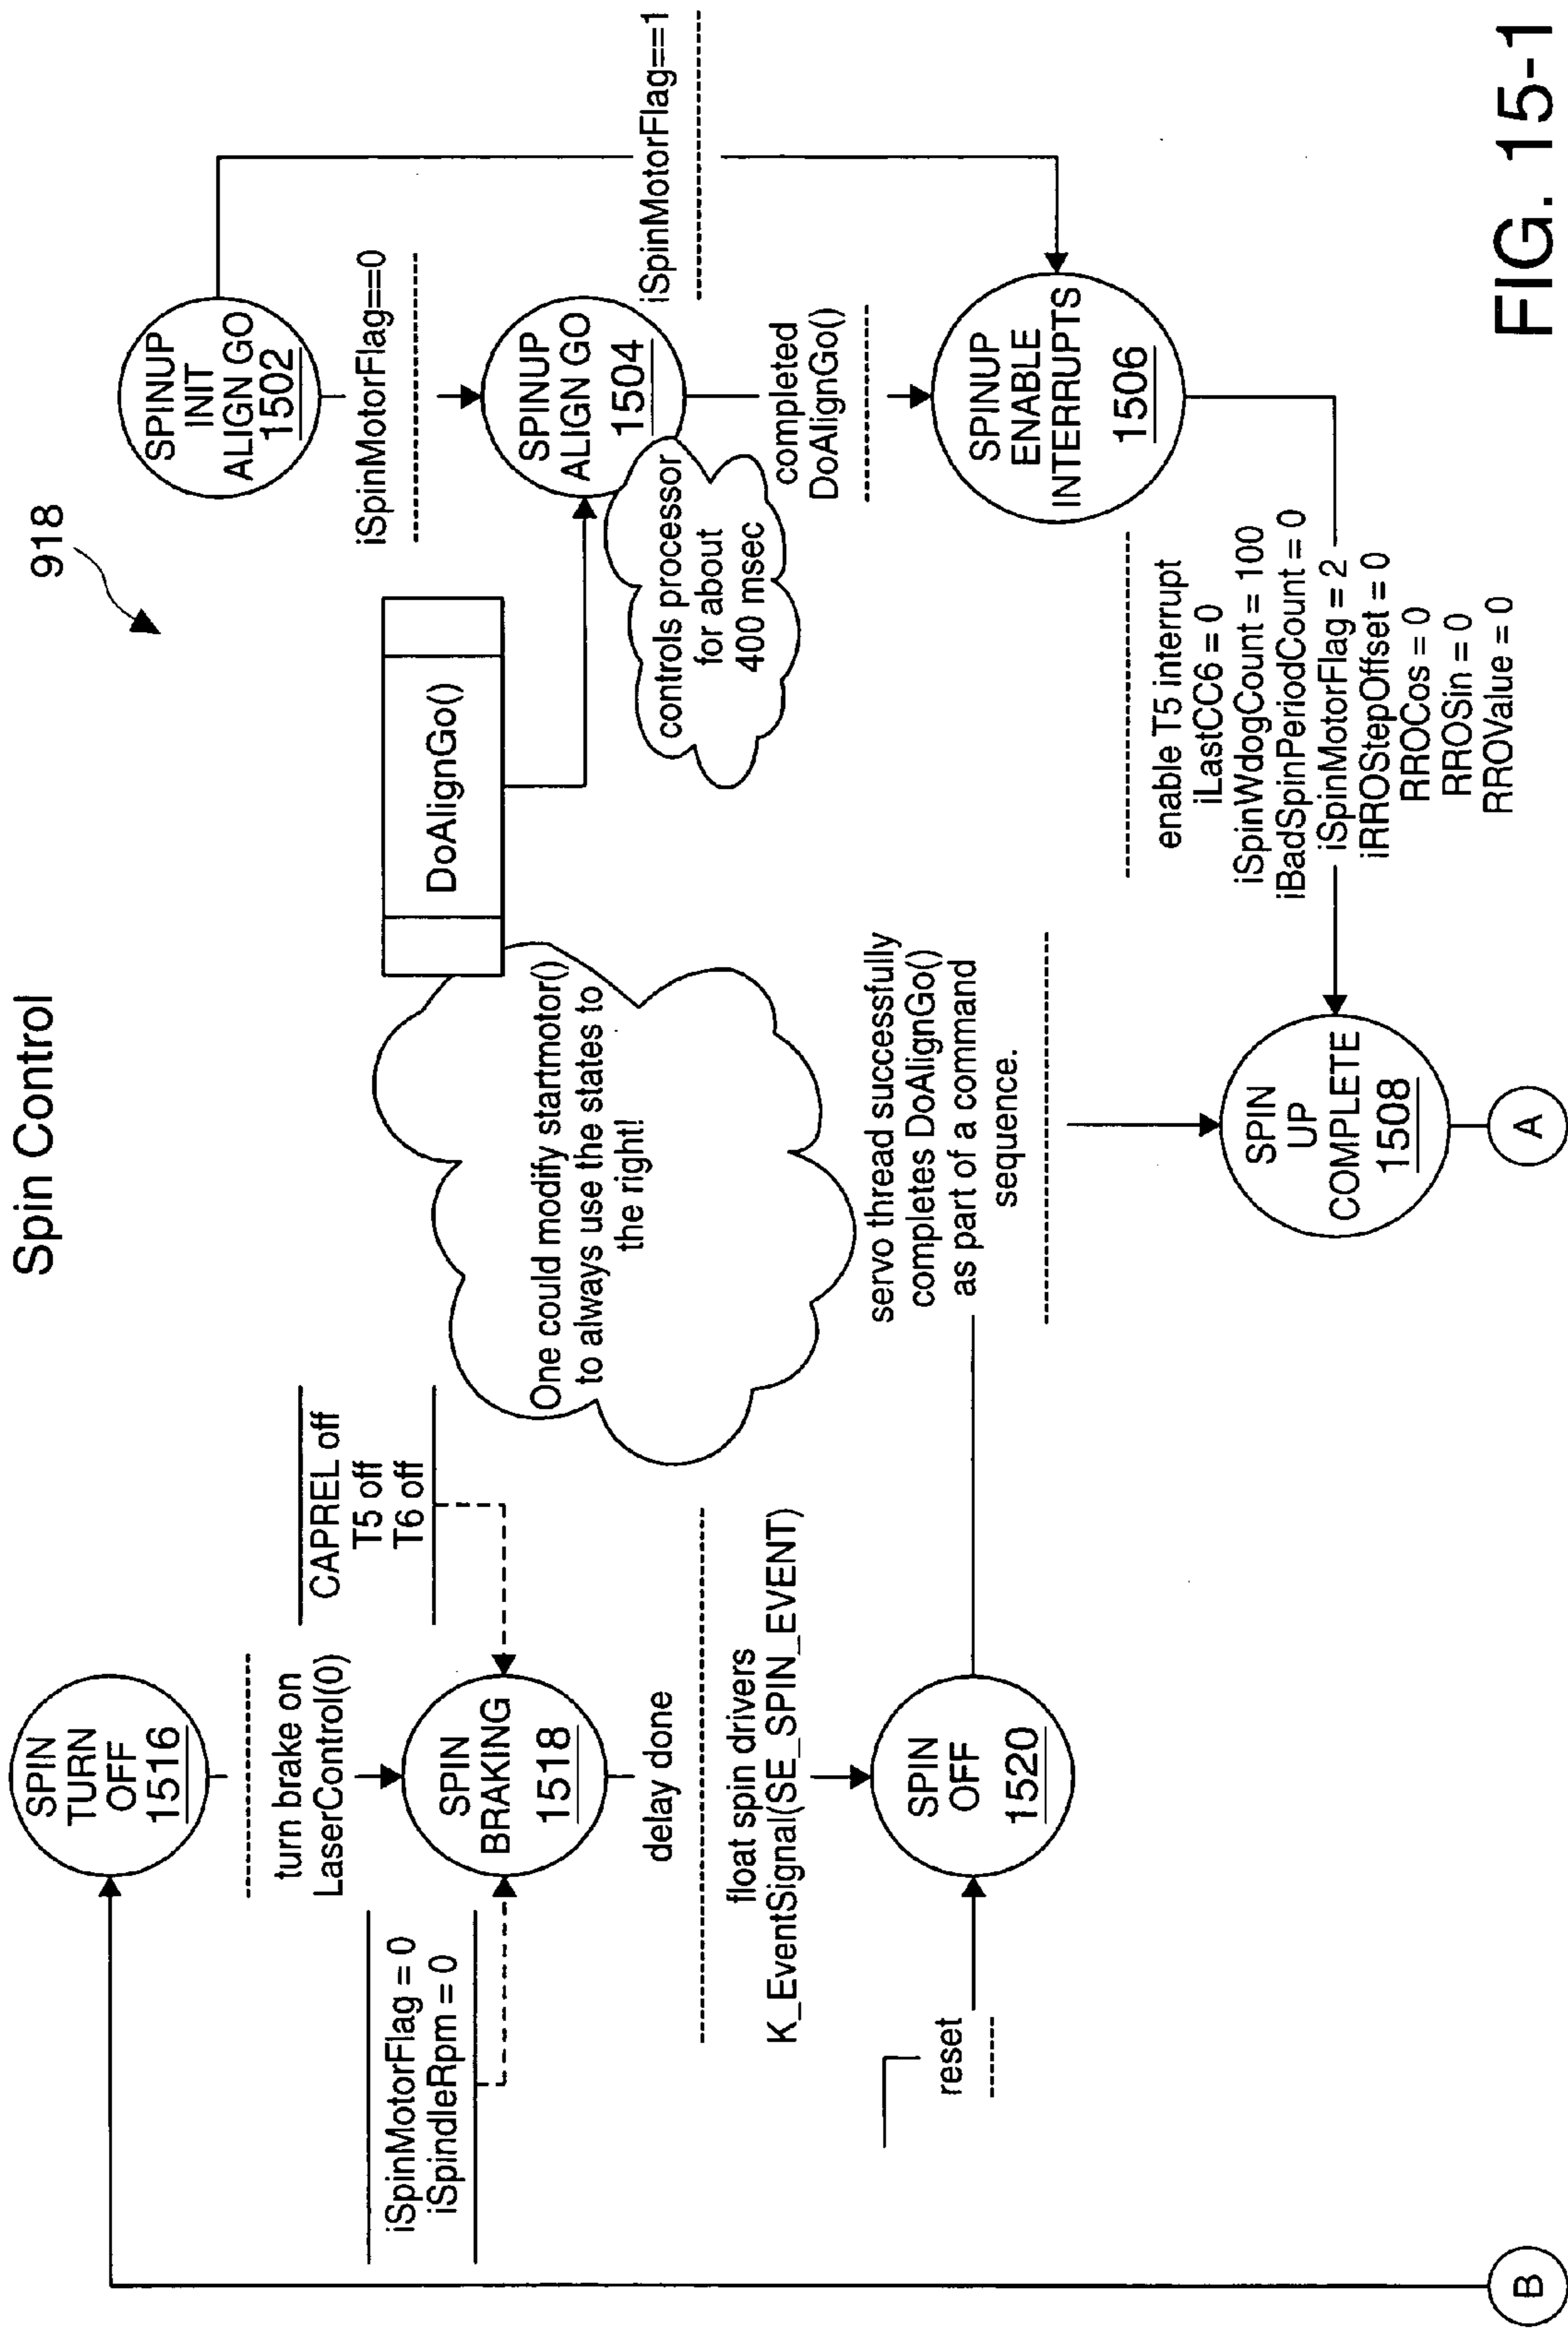 Spin Control
918
SPIN
TURN
OFF
1516
turn brake on
LaserControl(0)
iSpinMotorFlag = 0
iSpindleRpm = 0
CAPREL off
T5 off
T6 off
SPIN
BRAKING
1518
delay done
float spin drivers
K_EventSignal(SE_SPIN_EVENT)
reset
SPIN
OFF
1520
One could modify startmotor()
to always use the states to
the right!
DoAlignGo()
servo thread successfully
completes DoAlignGo()
as part of a command
sequence.
SPINUP
INIT
ALIGN GO
1502
iSpinMotorFlag==0
iSpinMotorFlag==1
SPINUP
ALIGN GO
1504
controls processor
for about
400 msec
completed
DoAlignGo()
SPINUP
ENABLE
INTERRUPTS
1506
enable T5 interrupt
iLastCC6 = 0
iSpinWdogCount = 100
iBadSpinPeriodCount = 0
iSpinMotorFlag = 2
iRROStepOffset = 0
RROCos = 0
RROSin = 0
RROValue = 0
SPIN
UP
COMPLETE
1508
A
B
FIG. 15-1